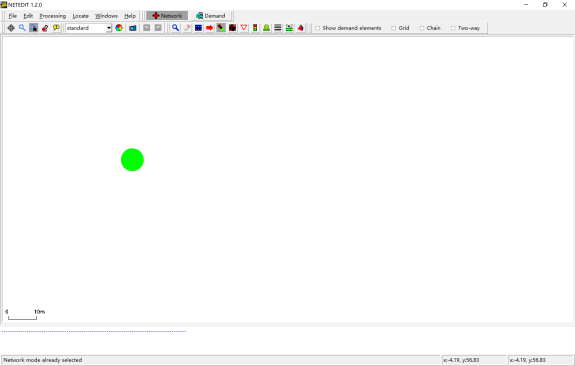 NETEDIT 1.2.0
File Edit Processing Locate Windows Help Network Demand
standard Show demand elements Grid Chain Two-way
0 10m
Network mode already selected x:-4.19, y:56.83 x:-4.19, y:56.83